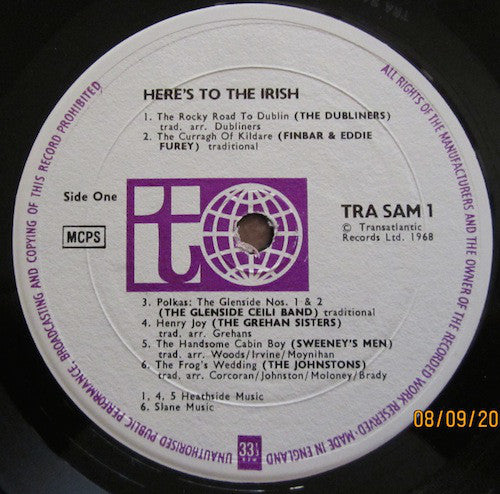 HERE'S TO THE IRISH
1. The Rocky Road To Dublin (THE DUBLINERS)
trad. arr. Dubliners
2. The Curragh Of Kildare (FINBAR & EDDIE
FUREY) traditional
Side One
MCPS
t
TRA SAM 1
© Transatlantic
Records Ltd. 1968
3. Polkas: The Glenside Nos. 1 & 2
(THE GLENSIDE CEILI BAND) traditional
4. Henry Joy (THE GREHAN SISTERS)
trad. arr. Grehans
5. The Handsome Cabin Boy (SWEENEY'S MEN)
trad. arr. Woods/Irvine/Moynihan
6. The Frog's Wedding (THE JOHNSTONS)
trad. arr. Corcoran/Johnston/Moloney/Brady
1, 4, 5 Heathside Music
6. Slane Music
33⅓
RPM
ALL RIGHTS OF THE MANUFACTURERS AND THE OWNER OF THE RECORDED WORK RESERVED·MADE IN ENGLAND
UNAUTHORISED PUBLIC PERFORMANCE, BROADCASTING AND COPYING OF THIS RECORD PROHIBITED
08/09/20